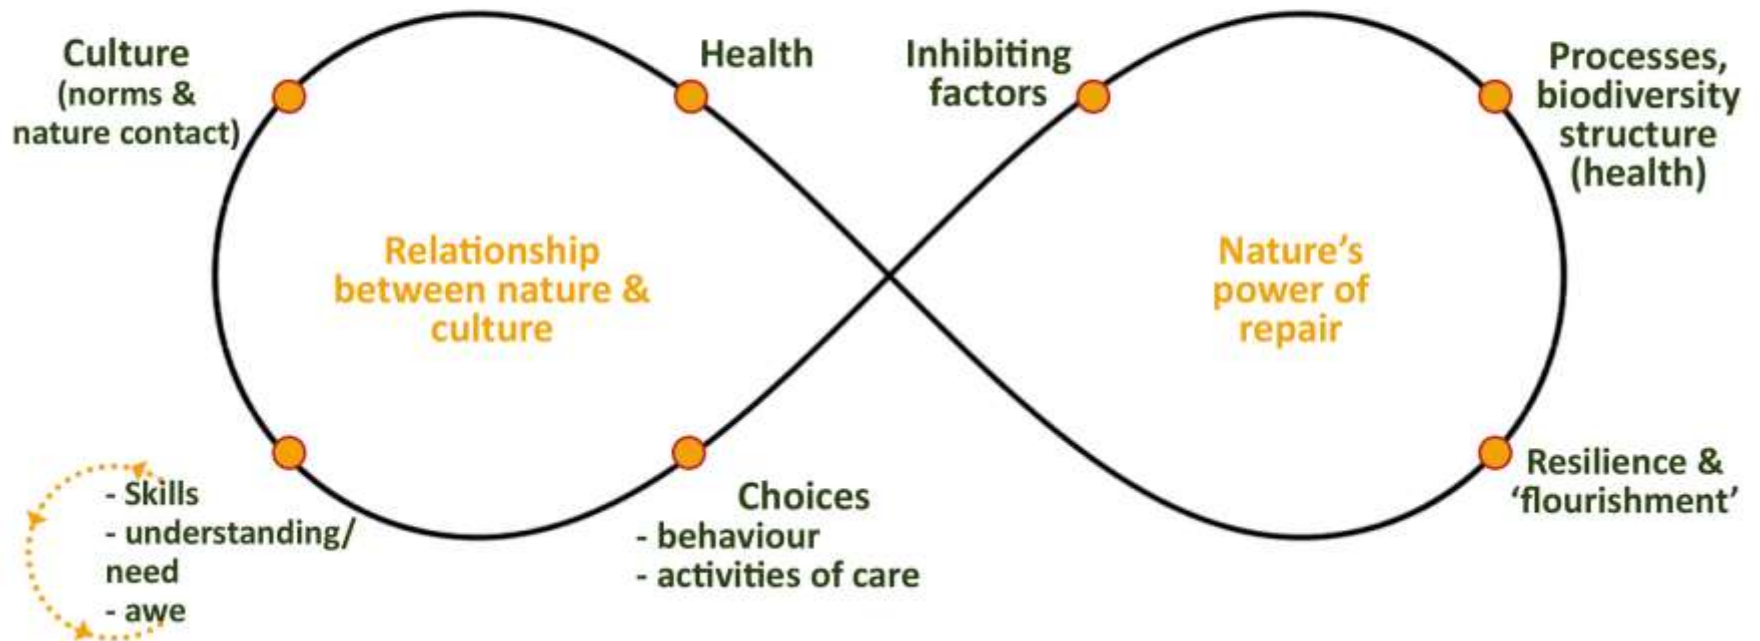 Culture
(norms &
nature contact)
Health
Inhibiting
factors
Processes,
biodiversity
structure
(health)
Relationship
between nature &
culture
Nature’s
power of
repair
- Skills
- understanding/
need
- awe
Choices
- behaviour
- activities of care
Resilience &
‘flourishment’